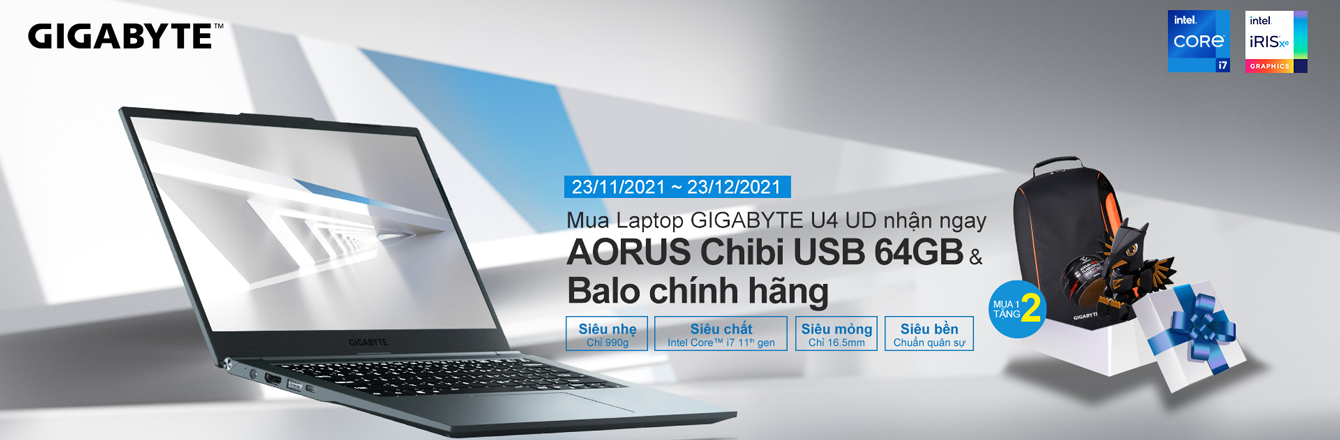 GIGABYTE™
intel
CORE
i7
intel
iRIS xe
GRAPHICS
23/11/2021 ~ 23/12/2021
Mua Laptop GIGABYTE U4 UD nhận ngay
AORUS Chibi USB 64GB &
Balo chính hãng
Siêu nhẹ
Chỉ 990g
Siêu chất
Intel Core™ i7 11th gen
Siêu mỏng
Chỉ 16.5mm
Siêu bền
Chuẩn quân sự
MUA 1
TẶNG 2
GIGABYTE
GIGABYTE